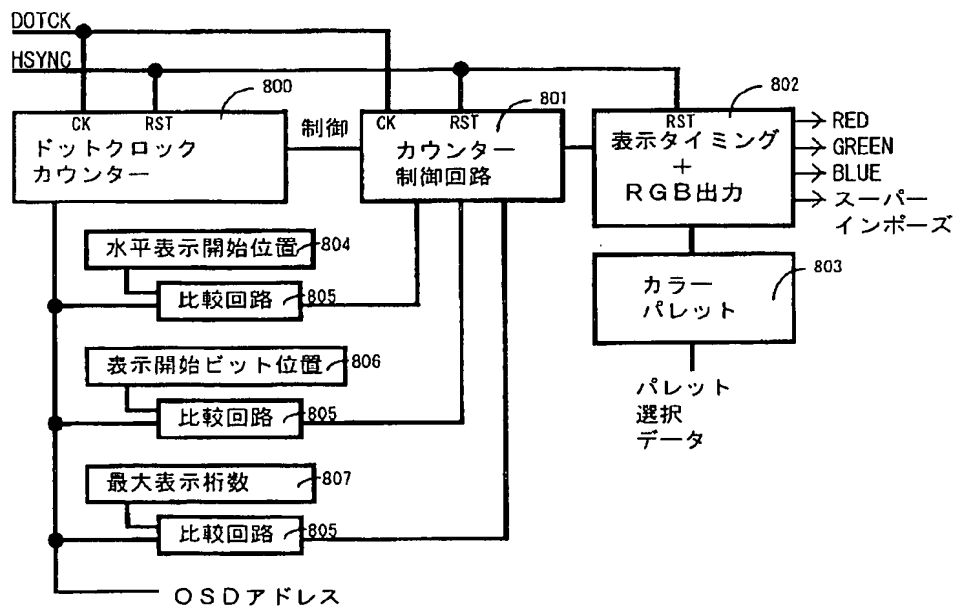 DOTCK
HSYNC
800
CK RST
ドットクロック
カウンター
制御
801
CK RST
カウンター
制御回路
802
RST
表示タイミング
+
RGB出力
RED
GREEN
BLUE
スーパー
インポーズ
水平表示開始位置 804
比較回路 805
803
カラー
パレット
表示開始ビット位置 806
比較回路 805
パレット
選択
データ
最大表示桁数 807
比較回路 805
OSDアドレス